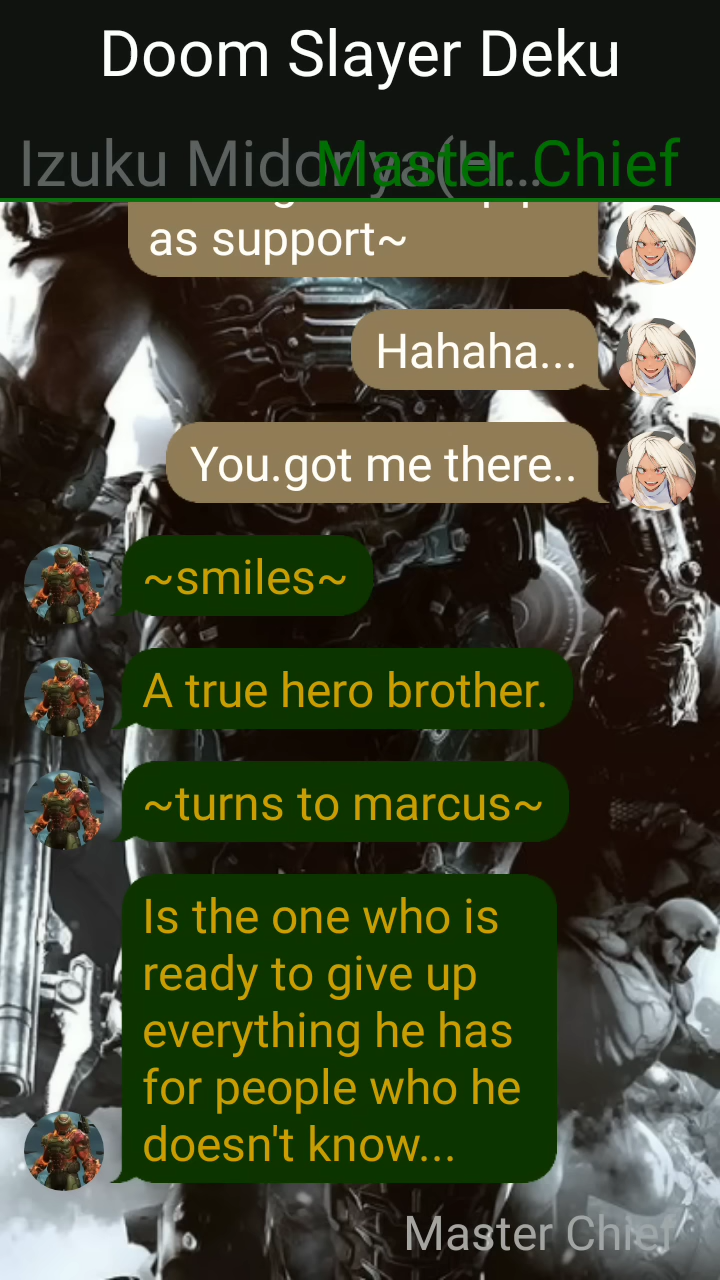 Doom Slayer Deku
Izuku Midoriya(H...
Master Chief
as support~
Hahaha...
You.got me there..
~smiles~
A true hero brother.
~turns to marcus~
Is the one who is
ready to give up
everything he has
for people who he
doesn't know...
Master Chief